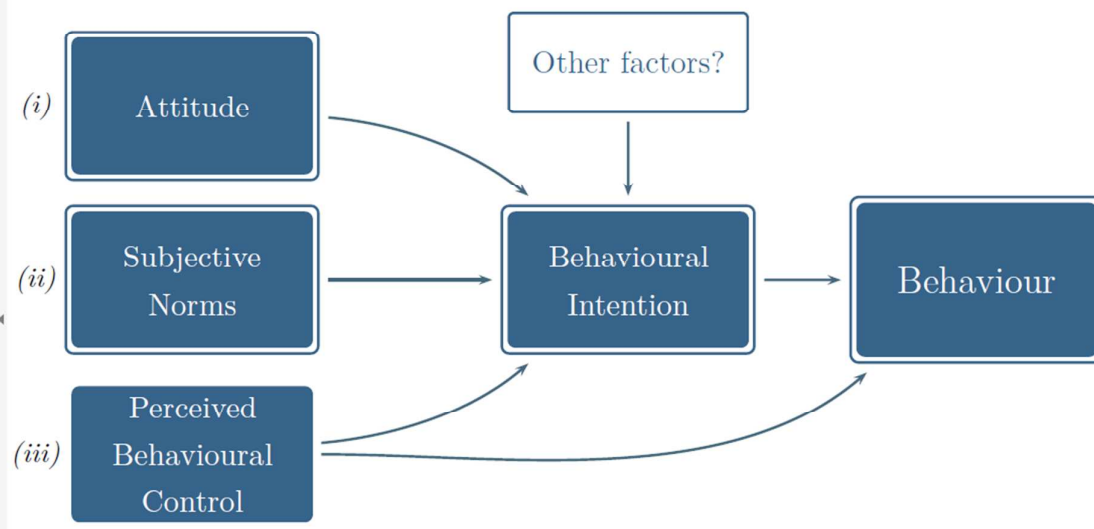 Other factors?
(i)
Attitude
(ii)
Subjective
Norms
Behavioural
Intention
Behaviour
(iii)
Perceived
Behavioural
Control